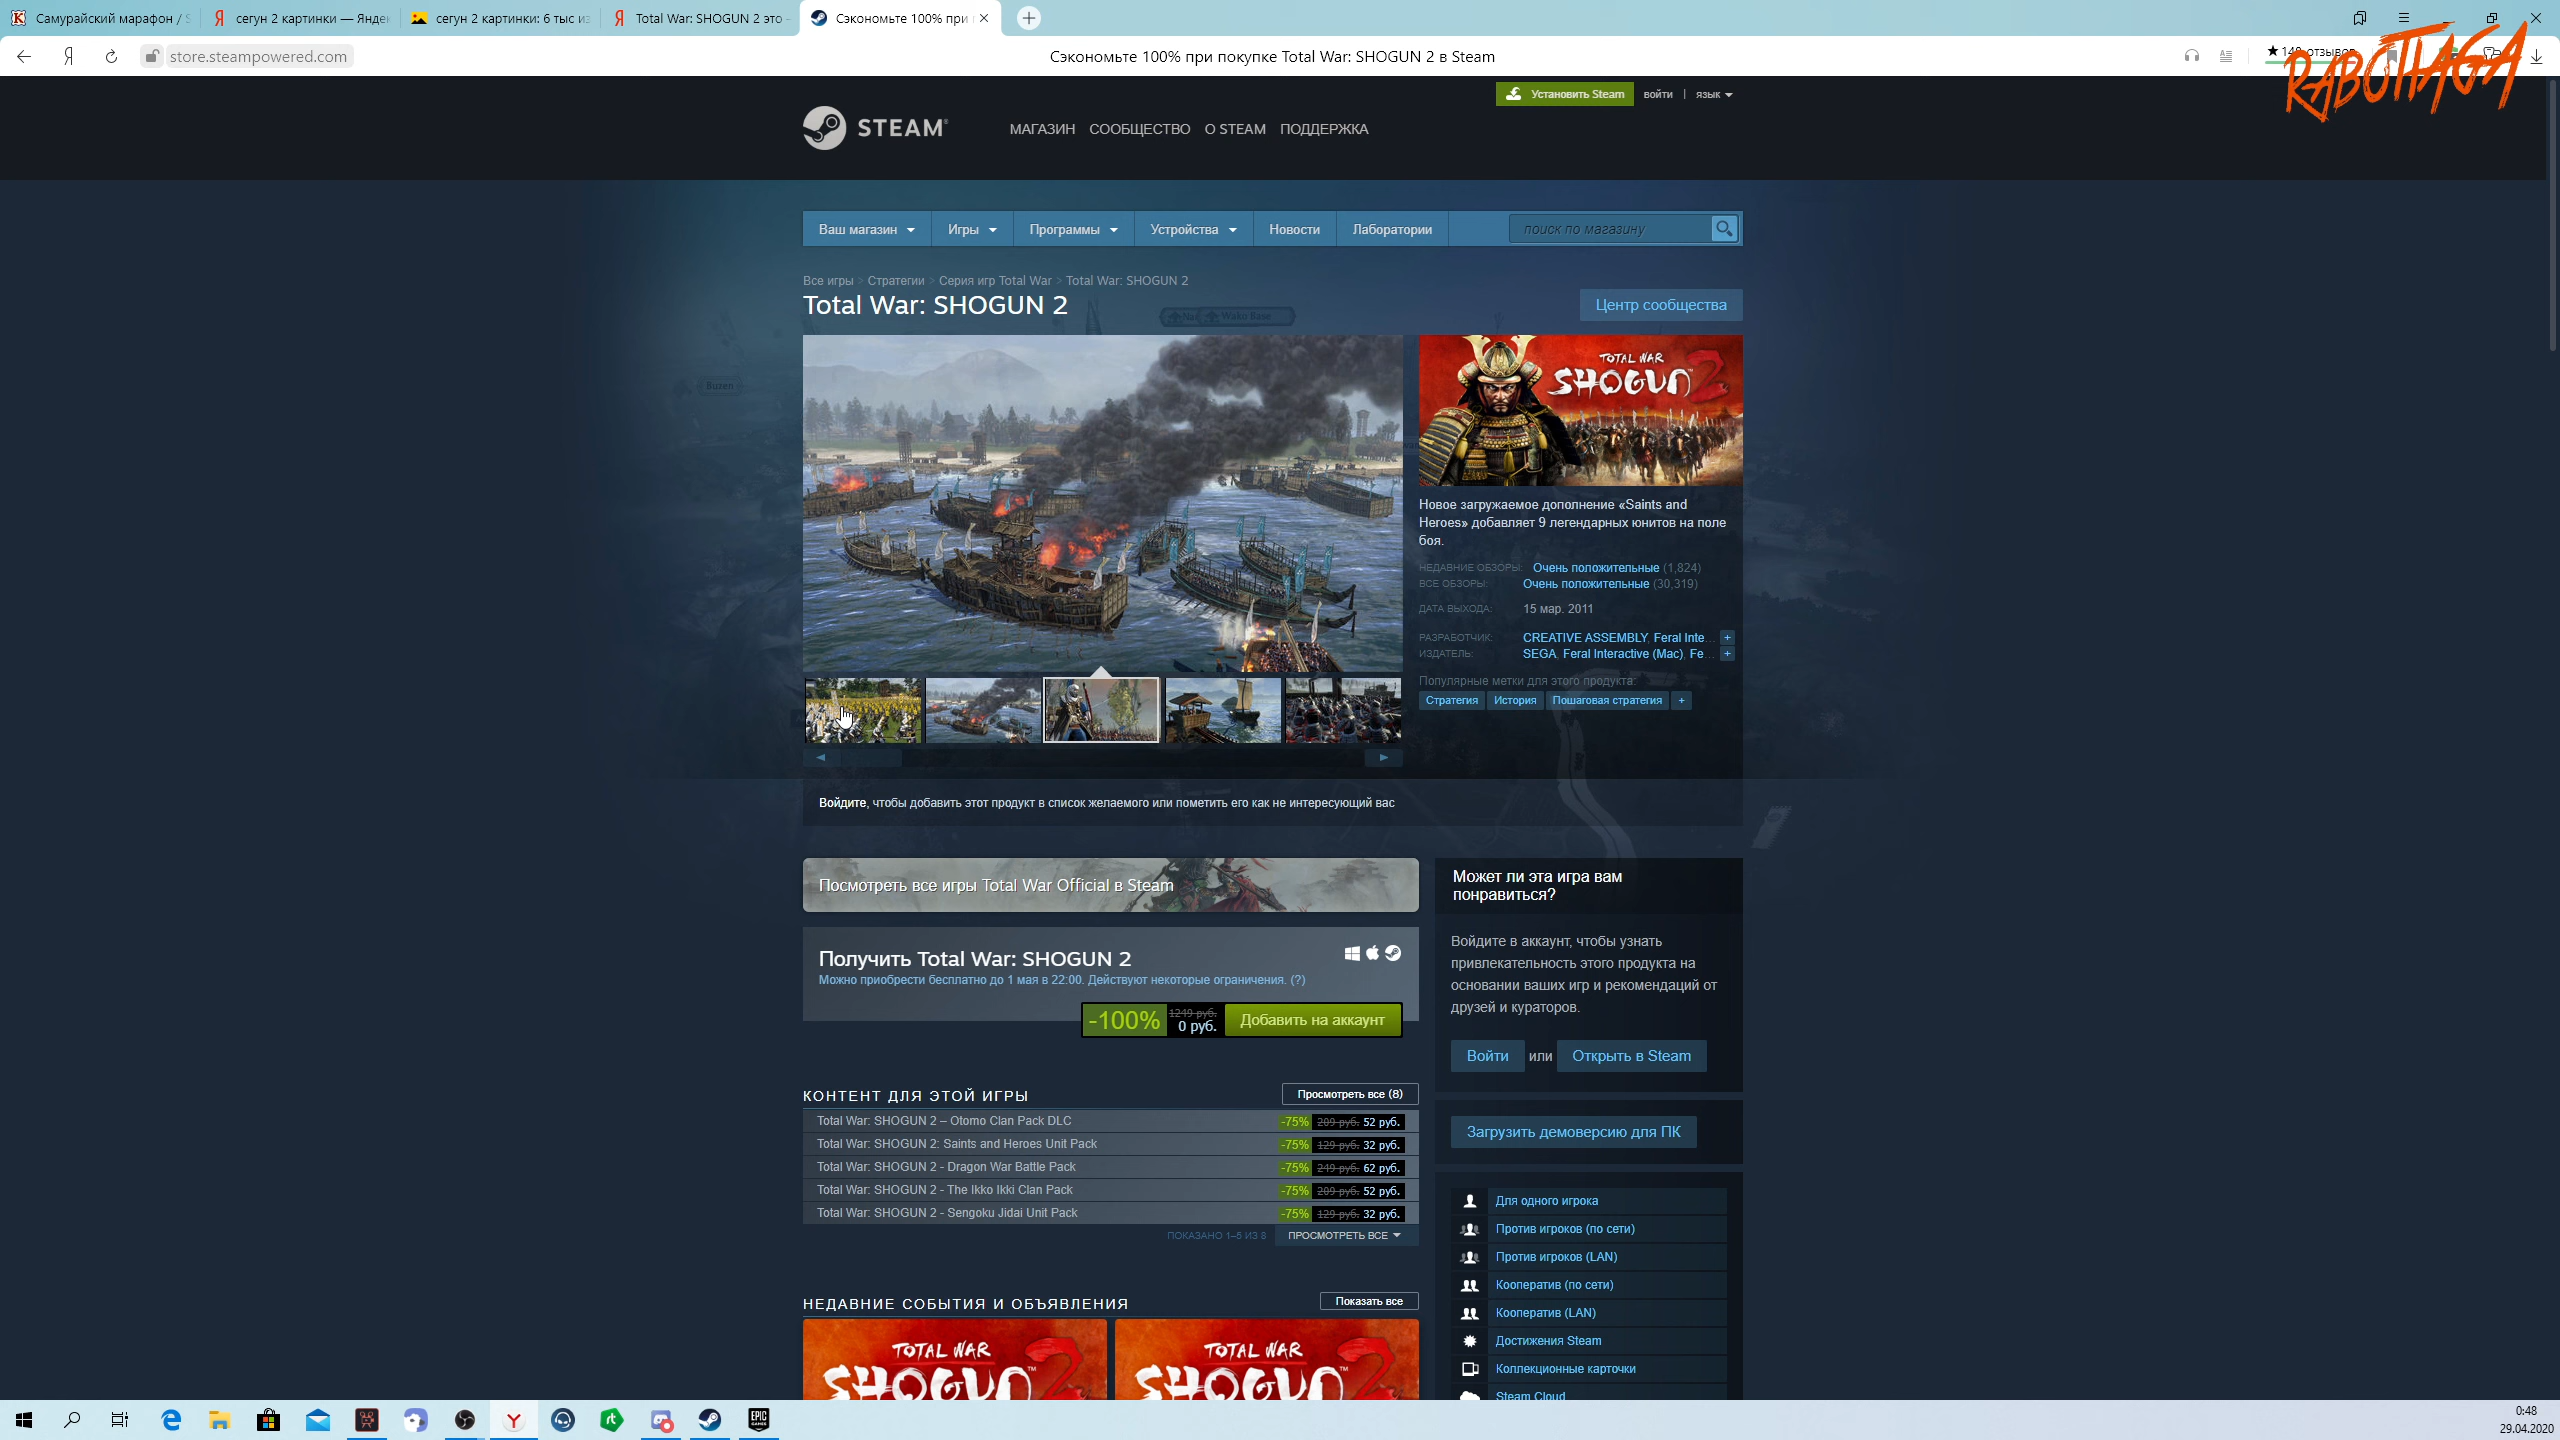 Самурайский марафон / S
сегун 2 картинки — Яндек
сегун 2 картинки: 6 тыс из
Total War: SHOGUN 2 это -
Сэкономьте 100% при п
store.steampowered.com
Сэкономьте 100% при покупке Total War: SHOGUN 2 в Steam
★ 148 отзывов
RABOTTAGA
Установить Steam
войти | язык
STEAM
МАГАЗИН СООБЩЕСТВО О STEAM ПОДДЕРЖКА
Ваш магазин
Игры
Программы
Устройства
Новости
Лаборатории
поиск по магазину
Все игры > Стратегии > Серия игр Total War > Total War: SHOGUN 2
Total War: SHOGUN 2
Wako Base
Центр сообщества
Buzen
TOTAL WAR
SHOGUN 2
Новое загружаемое дополнение «Saints and
Heroes» добавляет 9 легендарных юнитов на поле
боя.
НЕДАВНИЕ ОБЗОРЫ: Очень положительные (1,824)
ВСЕ ОБЗОРЫ: Очень положительные (30,319)
ДАТА ВЫХОДА: 15 мар. 2011
РАЗРАБОТЧИК: CREATIVE ASSEMBLY, Feral Inte... +
ИЗДАТЕЛЬ: SEGA, Feral Interactive (Mac), Fe... +
Популярные метки для этого продукта:
Стратегия История Пошаговая стратегия +
Войдите, чтобы добавить этот продукт в список желаемого или пометить его как не интересующий вас
Посмотреть все игры Total War Official в Steam
Получить Total War: SHOGUN 2
Можно приобрести бесплатно до 1 мая в 22:00. Действуют некоторые ограничения. (?)
-100% 1249 руб. 0 руб. Добавить на аккаунт
КОНТЕНТ ДЛЯ ЭТОЙ ИГРЫ
Просмотреть все (8)
Total War: SHOGUN 2 – Otomo Clan Pack DLC -75% 209 руб. 52 руб.
Total War: SHOGUN 2: Saints and Heroes Unit Pack -75% 129 руб. 32 руб.
Total War: SHOGUN 2 - Dragon War Battle Pack -75% 249 руб. 62 руб.
Total War: SHOGUN 2 - The Ikko Ikki Clan Pack -75% 209 руб. 52 руб.
Total War: SHOGUN 2 - Sengoku Jidai Unit Pack -75% 129 руб. 32 руб.
ПОКАЗАНО 1–5 ИЗ 8 ПРОСМОТРЕТЬ ВСЕ
НЕДАВНИЕ СОБЫТИЯ И ОБЪЯВЛЕНИЯ
Показать все
TOTAL WAR
SHOGUN 2
TOTAL WAR
SHOGUN 2
Может ли эта игра вам
понравиться?
Войдите в аккаунт, чтобы узнать
привлекательность этого продукта на
основании ваших игр и рекомендаций от
друзей и кураторов.
Войти или Открыть в Steam
Загрузить демоверсию для ПК
Для одного игрока
Против игроков (по сети)
Против игроков (LAN)
Кооператив (по сети)
Кооператив (LAN)
Достижения Steam
Коллекционные карточки
Steam Cloud
EPIC GAMES
0:48
29.04.2020